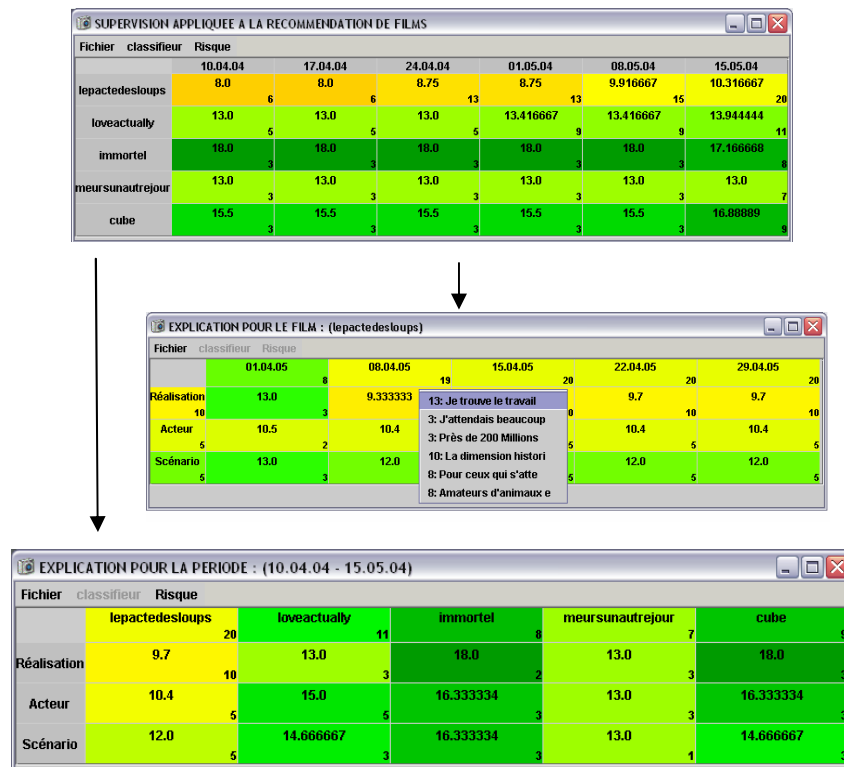 SUPERVISION APPLIQUEE A LA RECOMMENDATION DE FILMS
Fichier classifieur Risque
10.04.04 17.04.04 24.04.04 01.05.04 08.05.04 15.05.04
lepactedesloups 8.0 6 8.0 6 8.75 13 8.75 13 9.916667 15 10.316667 20
loveactually 13.0 5 13.0 5 13.0 5 13.416667 9 13.416667 9 13.944444 11
immortel 18.0 3 18.0 3 18.0 3 18.0 3 18.0 3 17.166668 8
meursunautrejour 13.0 3 13.0 3 13.0 3 13.0 3 13.0 3 13.0 7
cube 15.5 3 15.5 3 15.5 3 15.5 3 15.5 3 16.88889 9
EXPLICATION POUR LE FILM : (lepactedesloups)
Fichier classifieur Risque
01.04.05 8 08.04.05 19 15.04.05 20 22.04.05 20 29.04.05 20
Réalisation 10 13.0 3 9.333333 0 9.7 10 9.7 10
Acteur 5 10.5 2 10.4 5 10.4 5 10.4 5
Scénario 5 13.0 3 12.0 5 12.0 5 12.0 5
13: Je trouve le travail
3: J'attendais beaucoup
3: Près de 200 Millions
10: La dimension histori
8: Pour ceux qui s'atte
8: Amateurs d'animaux e
EXPLICATION POUR LA PERIODE : (10.04.04 - 15.05.04)
Fichier classifieur Risque
lepactedesloups 20 loveactually 11 immortel 8 meursunautrejour 7 cube 9
Réalisation 9.7 10 13.0 3 18.0 2 13.0 3 18.0 3
Acteur 10.4 5 15.0 5 16.333334 3 13.0 3 16.333334 3
Scénario 12.0 5 14.666667 3 16.333334 3 13.0 1 14.666667 3